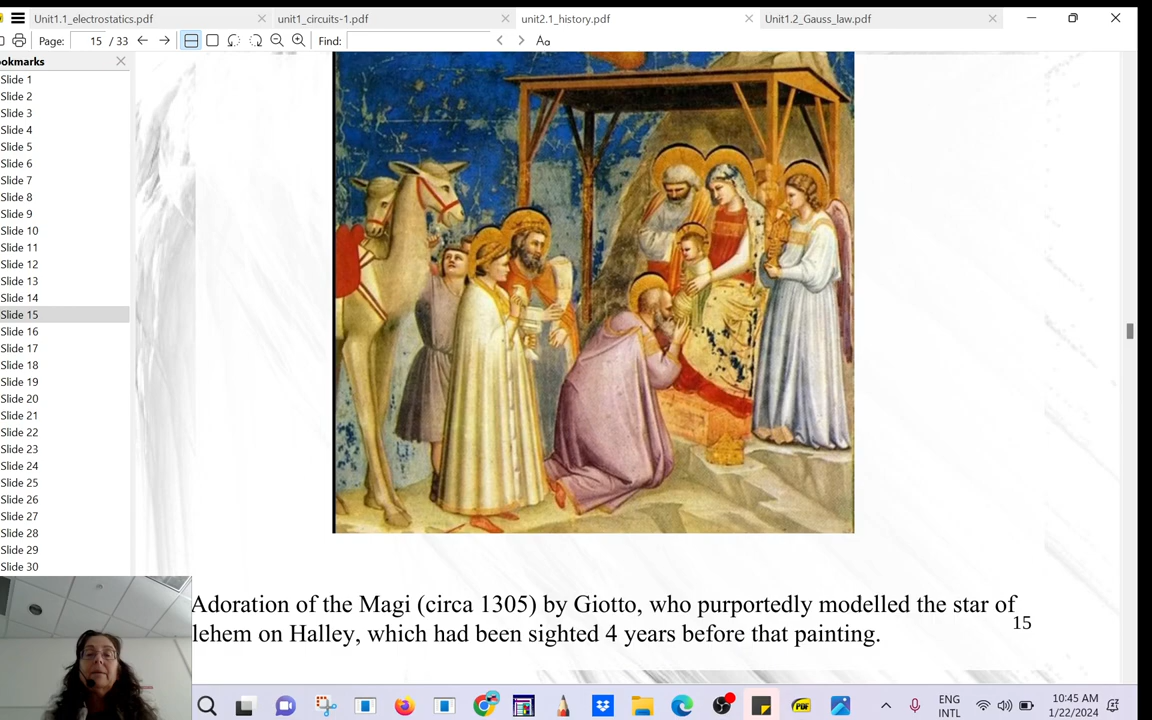 Unit1.1_electrostatics.pdf
unit1_circuits-1.pdf
unit2.1_history.pdf
Unit1.2_Gauss_law.pdf
Page: 15 / 33
Find:
Aa
okmarks
Slide 1
Slide 2
Slide 3
Slide 4
Slide 5
Slide 6
Slide 7
Slide 8
Slide 9
Slide 10
Slide 11
Slide 12
Slide 13
Slide 14
Slide 15
Slide 16
Slide 17
Slide 18
Slide 19
Slide 20
Slide 21
Slide 22
Slide 23
Slide 24
Slide 25
Slide 26
Slide 27
Slide 28
Slide 29
Slide 30
Adoration of the Magi (circa 1305) by Giotto, who purportedly modelled the star of
lehem on Halley, which had been sighted 4 years before that painting.
15
PDF
ENG
INTL
10:45 AM
1/22/2024